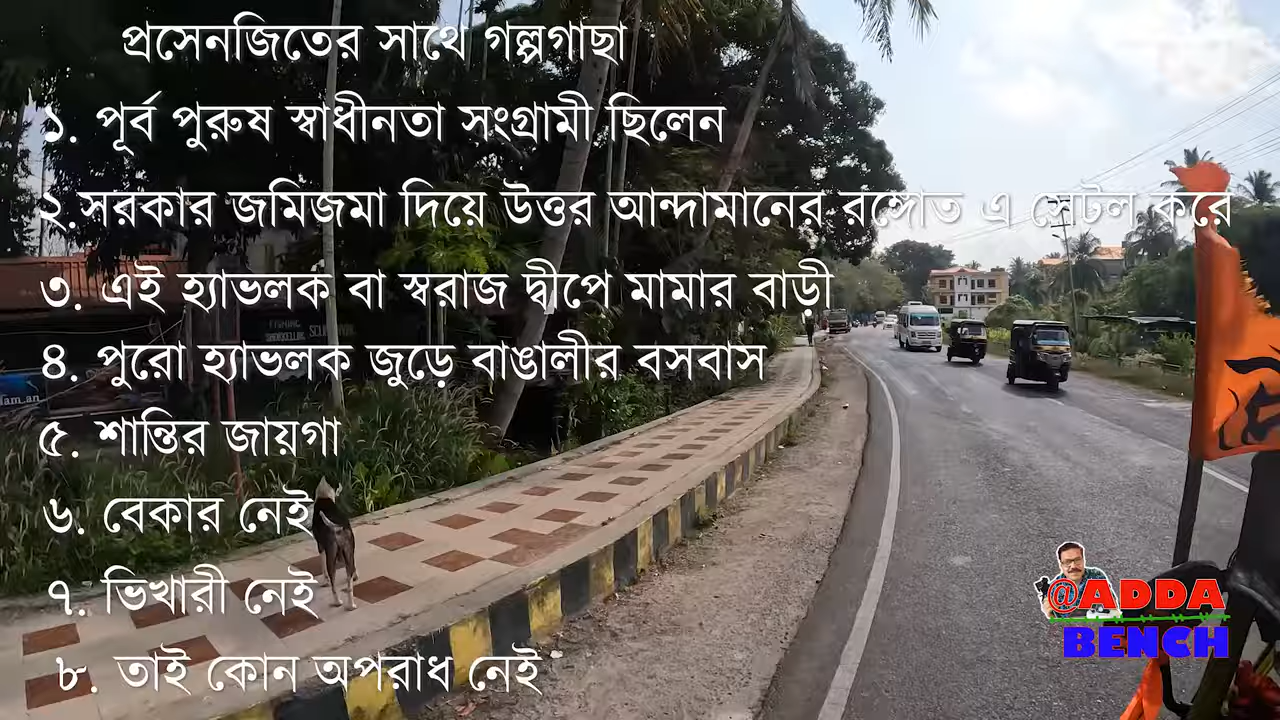 প্রসেনজিতের সাথে গল্পগাছা
১. পূর্ব পুরুষ স্বাধীনতা সংগ্রামী ছিলেন
২.সরকার জমিজমা দিয়ে উত্তর আন্দামানের রঙ্গোত এ সেটল করে
৩. এই হ্যাভলক বা স্বরাজ দ্বীপে মামার বাড়ী
৪. পুরো হ্যাভলক জুড়ে বাঙালীর বসবাস
৫. শান্তির জায়গা
৬. বেকার নেই
৭. ভিখারী নেই
৮. তাই কোন অপরাধ নেই
@ADDA
BENCH